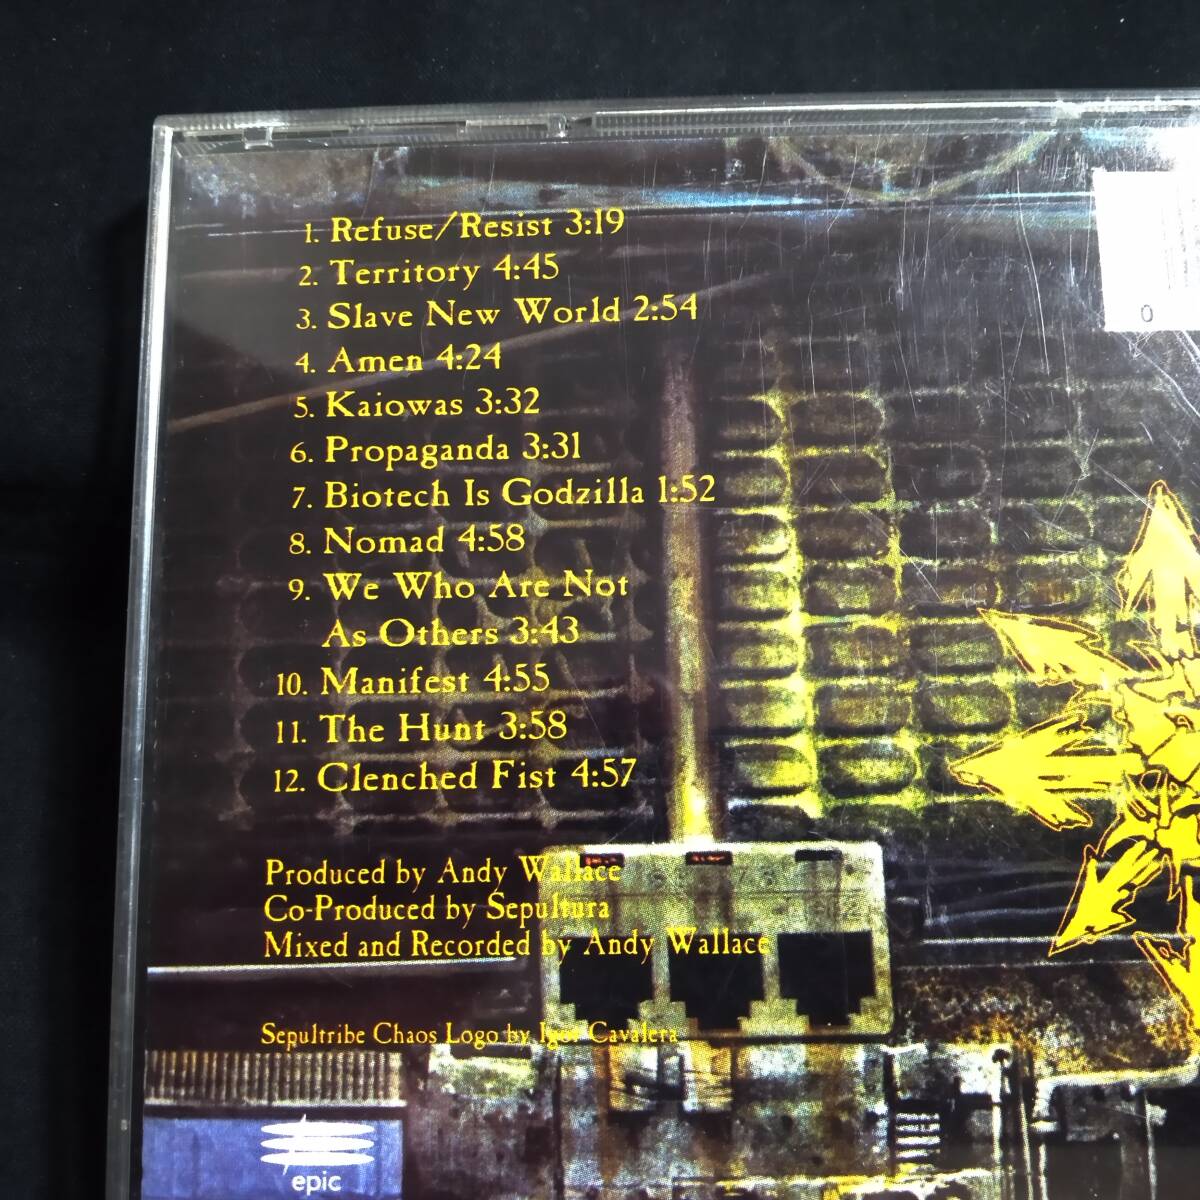 1. Refuse/Resist 3:19
2. Territory 4:45
3. Slave New World 2:54
4. Amen 4:24
5. Kaiowas 3:32
6. Propaganda 3:31
7. Biotech Is Godzilla 1:52
8. Nomad 4:58
9. We Who Are Not
As Others 3:43
10. Manifest 4:55
11. The Hunt 3:58
12. Clenched Fist 4:57
Produced by Andy Wallace
Co-Produced by Sepultura
Mixed and Recorded by Andy Wallace
Sepultribe Chaos Logo by Igor Cavalera
epic
0